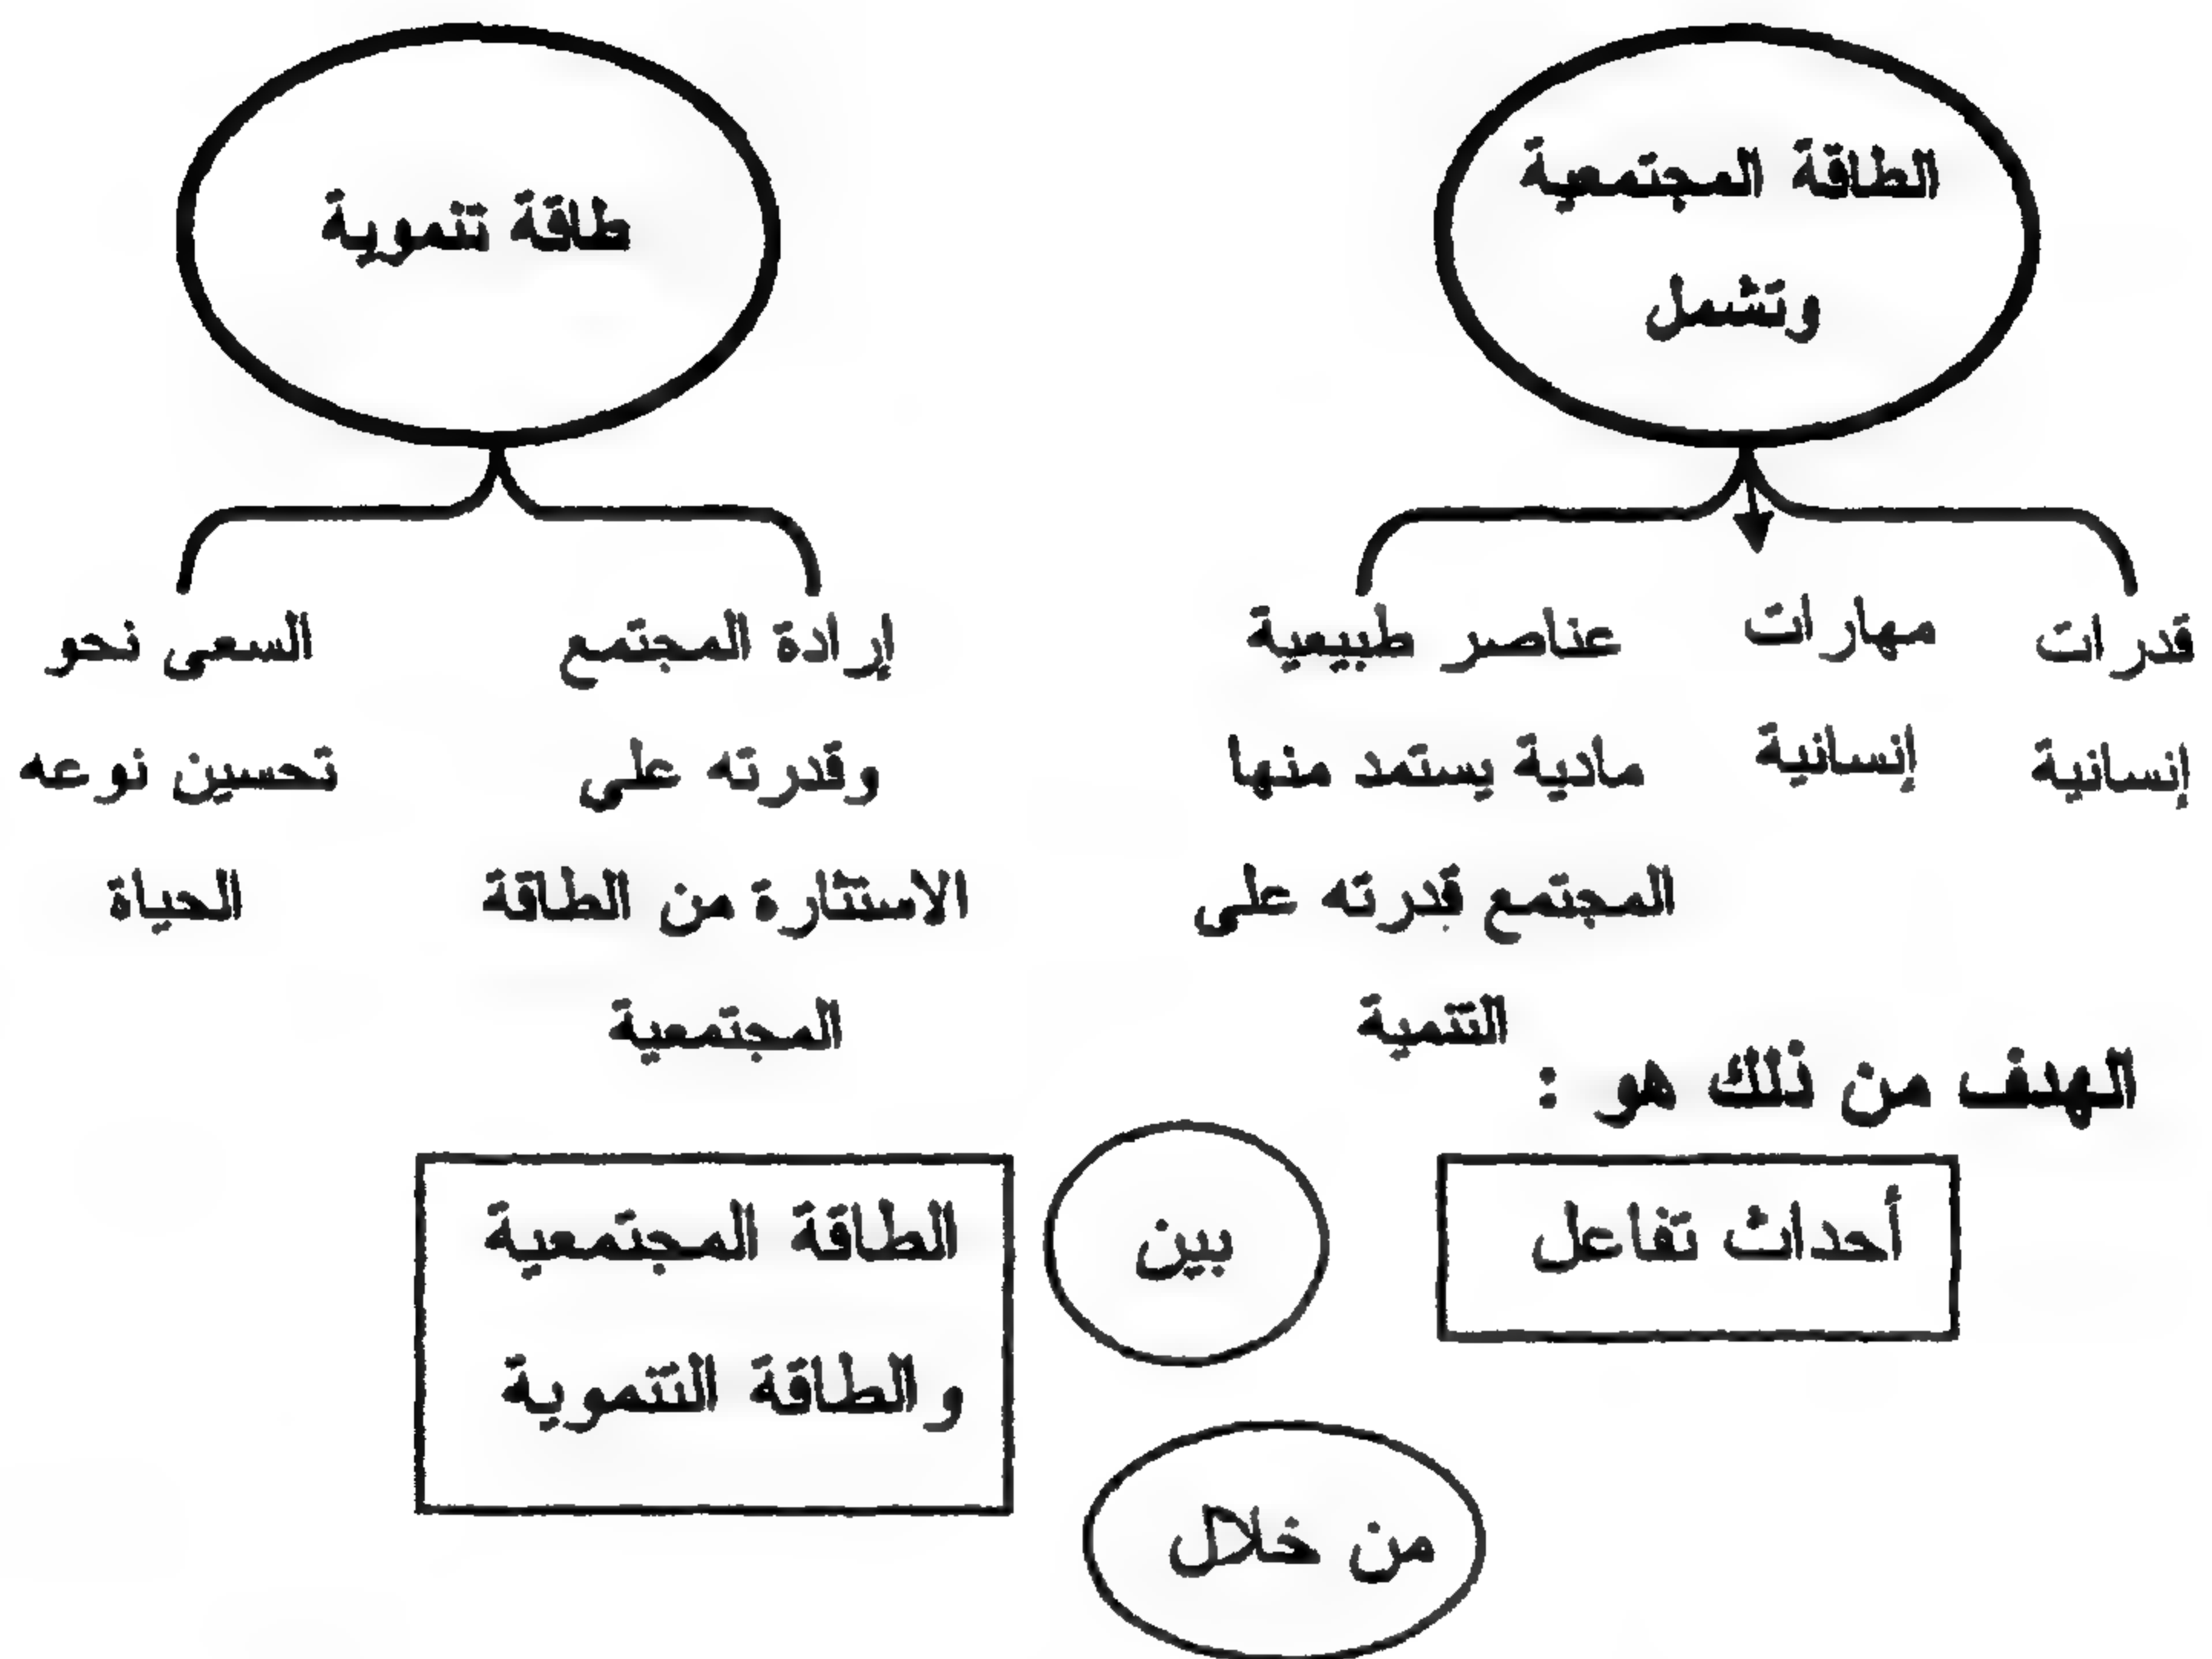 الطاقة المجتمعية
وتشمل
قدرات
إنسانية
مهارات
إنسانية
عناصر طبيعية
مادية يستمد منها
المجتمع قدرته على
التنمية
طاقة تنموية
إرادة المجتمع
وقدرته على
الاستثارة من الطاقة
المجتمعية
السعى نحو
تحسين نوعه
الحياة
الهدف من ذلك هو :
أحداث تفاعل
بين
الطاقة المجتمعية
والطاقة التنموية
من خلال